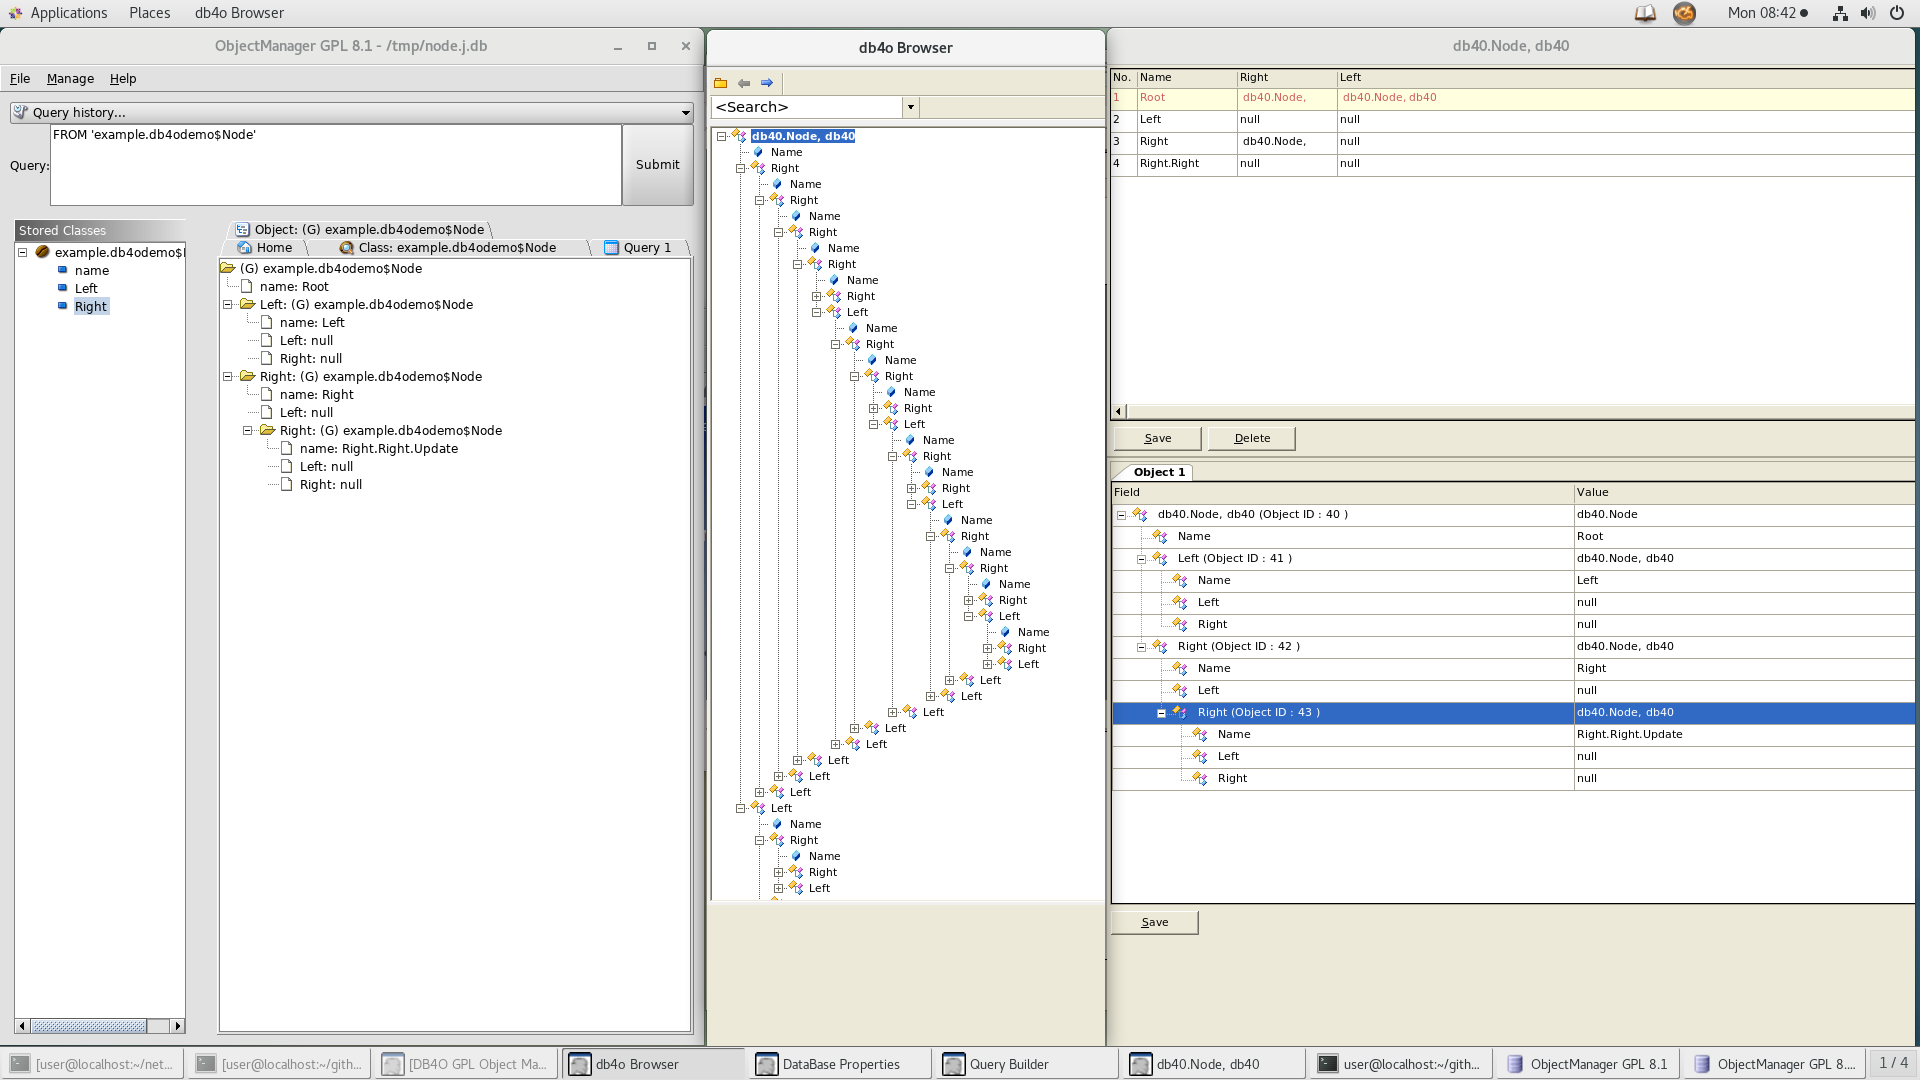 Applications Places db4o Browser Mon 08:42
ObjectManager GPL 8.1 - /tmp/node.j.db
File Manage Help
Query history...
Query:
FROM 'example.db4odemo$Node'
Submit
Stored Classes
example.db4odemo$
name
Left
Right
Object: (G) example.db4odemo$Node
Home Class: example.db4odemo$Node Query 1
(G) example.db4odemo$Node
name: Root
Left: (G) example.db4odemo$Node
name: Left
Left: null
Right: null
Right: (G) example.db4odemo$Node
name: Right
Left: null
Right: (G) example.db4odemo$Node
name: Right.Right.Update
Left: null
Right: null
db4o Browser
<Search>
db40.Node, db40
Name
Right
Name
Right
Name
Right
Name
Right
Name
Right
Left
Name
Right
Name
Right
Name
Right
Left
Name
Right
Name
Right
Left
Name
Right
Name
Right
Name
Right
Left
Name
Right
Left
Left
Left
Left
Left
Left
Left
Left
Left
Left
Name
Right
Name
Right
Left
db40.Node, db40
No. Name Right Left
1 Root db40.Node, db40.Node, db40
2 Left null null
3 Right db40.Node, null
4 Right.Right null null
Save Delete
Object 1
Field Value
db40.Node, db40 (Object ID : 40 ) db40.Node
Name Root
Left (Object ID : 41 ) db40.Node, db40
Name Left
Left null
Right null
Right (Object ID : 42 ) db40.Node, db40
Name Right
Left null
Right (Object ID : 43 ) db40.Node, db40
Name Right.Right.Update
Left null
Right null
Save
[user@localhost:~/net... [user@localhost:~/gith... [DB4O GPL Object Ma... db4o Browser DataBase Properties Query Builder db40.Node, db40 user@localhost:~/gith... ObjectManager GPL 8.1 ObjectManager GPL 8.... 1 / 4